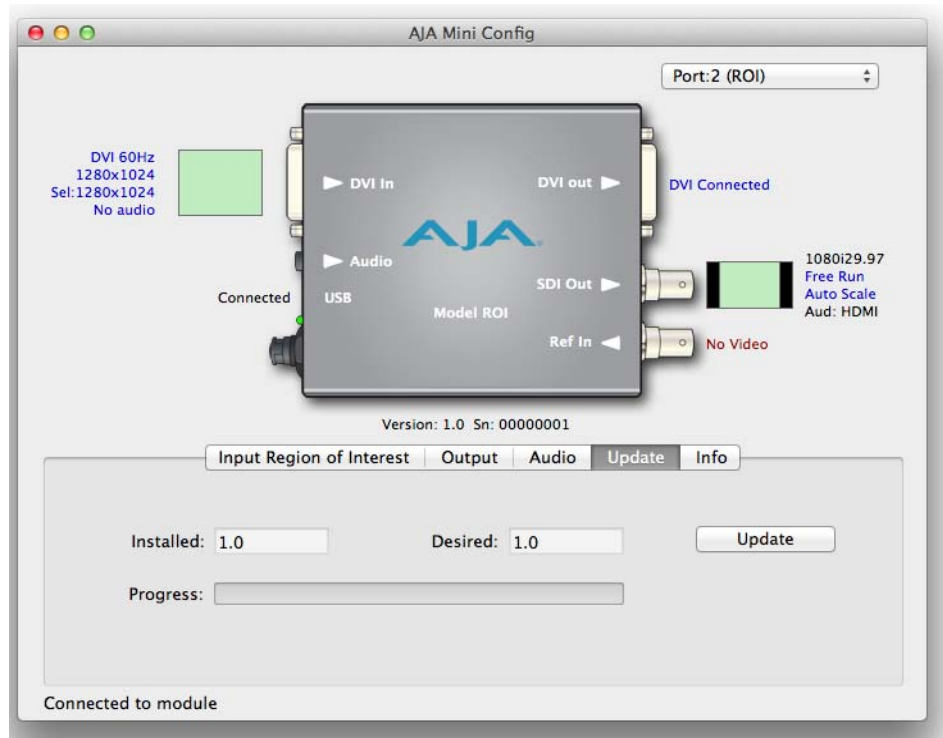 AJA Mini Config
Port:2 (ROI)
DVI 60Hz
1280x1024
Sel:1280x1024
No audio
DVI In
DVI out
DVI Connected
AJA
Audio
Connected
USB
SDI Out
1080i29.97
Free Run
Auto Scale
Aud: HDMI
Model ROI
Ref In
No Video
Version: 1.0 Sn: 00000001
Input Region of Interest
Output
Audio
Update
Info
Installed: 1.0
Desired: 1.0
Update
Progress:
Connected to module